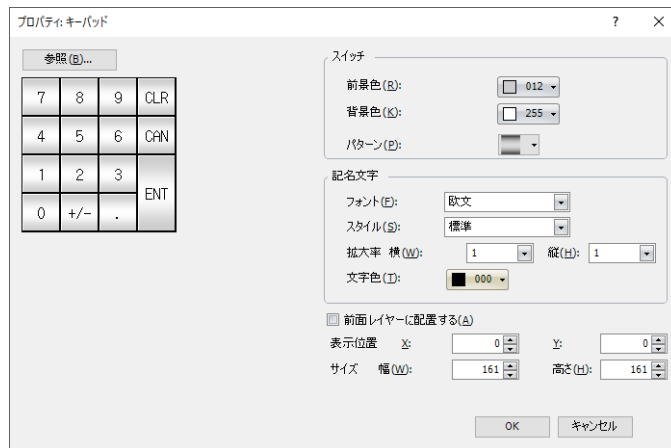 プロパティ: キーパッド ? ×
参照(B)...
7 8 9 CLR
4 5 6 CAN
1 2 3 ENT
0 +/- .
スイッチ
前景色(R): 012
背景色(K): 255
パターン(P):
記名文字
フォント(F): 欧文
スタイル(S): 標準
拡大率 横(W): 1 縦(H): 1
文字色(T): 000
前面レイヤーに配置する(A)
表示位置 X: 0 Y: 0
サイズ 幅(W): 161 高さ(H): 161
OK キャンセル